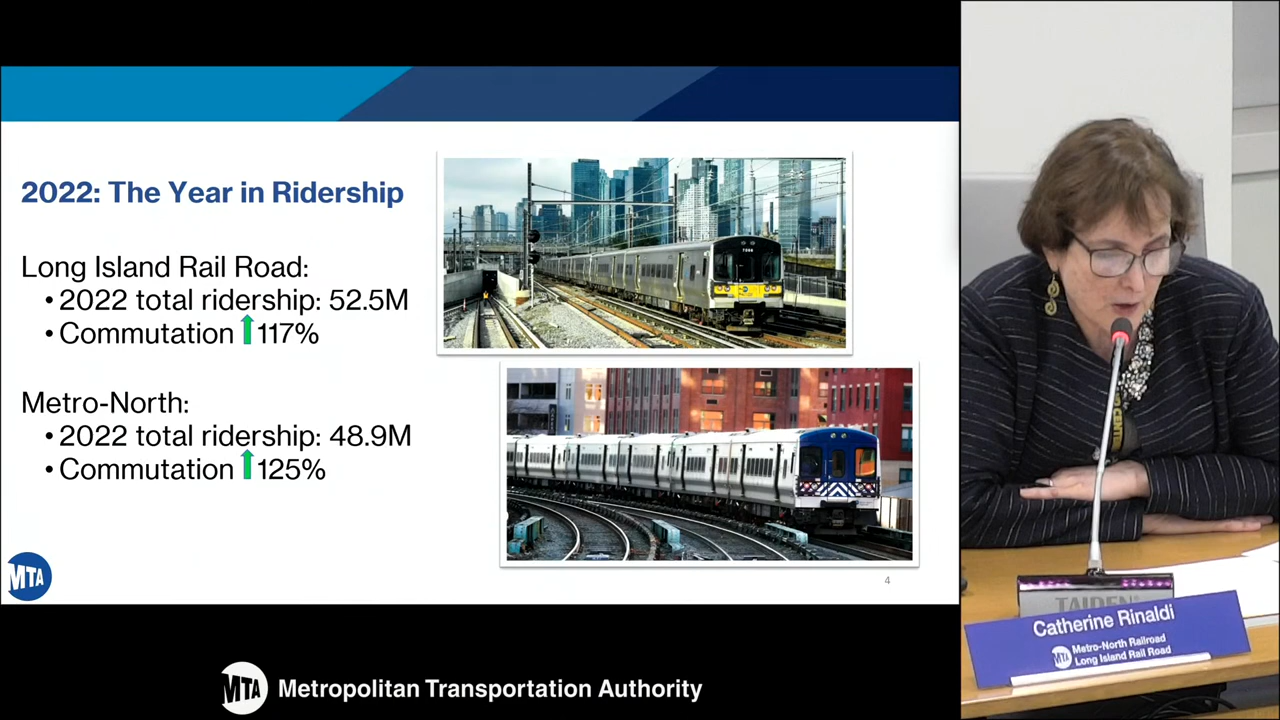 2022: The Year in Ridership
Long Island Rail Road:
• 2022 total ridership: 52.5M
• Commutation 117%
Metro-North:
• 2022 total ridership: 48.9M
• Commutation 125%
MTA
4
MTA Metropolitan Transportation Authority
TAIDEN
Catherine Rinaldi
MTA Metro-North Railroad
Long Island Rail Road